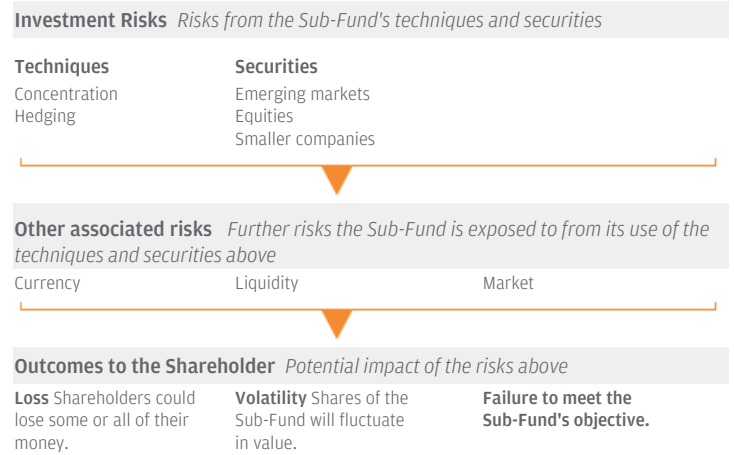 Investment Risks Risks from the Sub-Fund's techniques and securities
Techniques
Concentration
Hedging
Securities
Emerging markets
Equities
Smaller companies
Other associated risks Further risks the Sub-Fund is exposed to from its use of the
techniques and securities above
Currency Liquidity Market
Outcomes to the Shareholder Potential impact of the risks above
Loss Shareholders could
lose some or all of their
money.
Volatility Shares of the
Sub-Fund will fluctuate
in value.
Failure to meet the
Sub-Fund's objective.